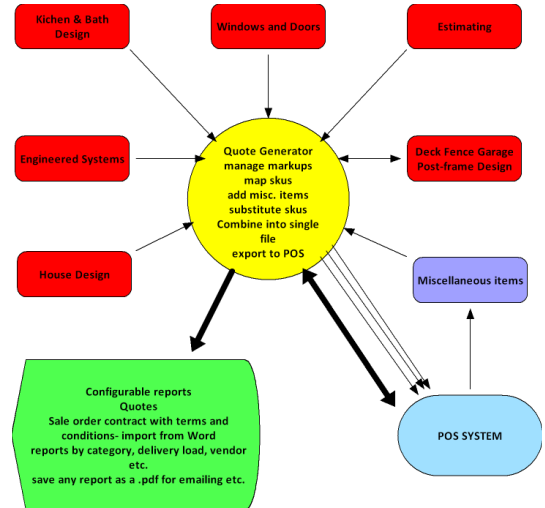 Kichen & Bath
Design
Windows and Doors
Estimating
Engineered Systems
Quote Generator
manage markups
map skus
add misc. items
substitute skus
Combine into single
file
export to POS
Deck Fence Garage
Post-frame Design
House Design
Miscellaneous items
Configurable reports
Quotes
Sale order contract with terms and
conditions- import from Word
reports by category, delivery load, vendor
etc.
save any report as a .pdf for emailing etc.
POS SYSTEM